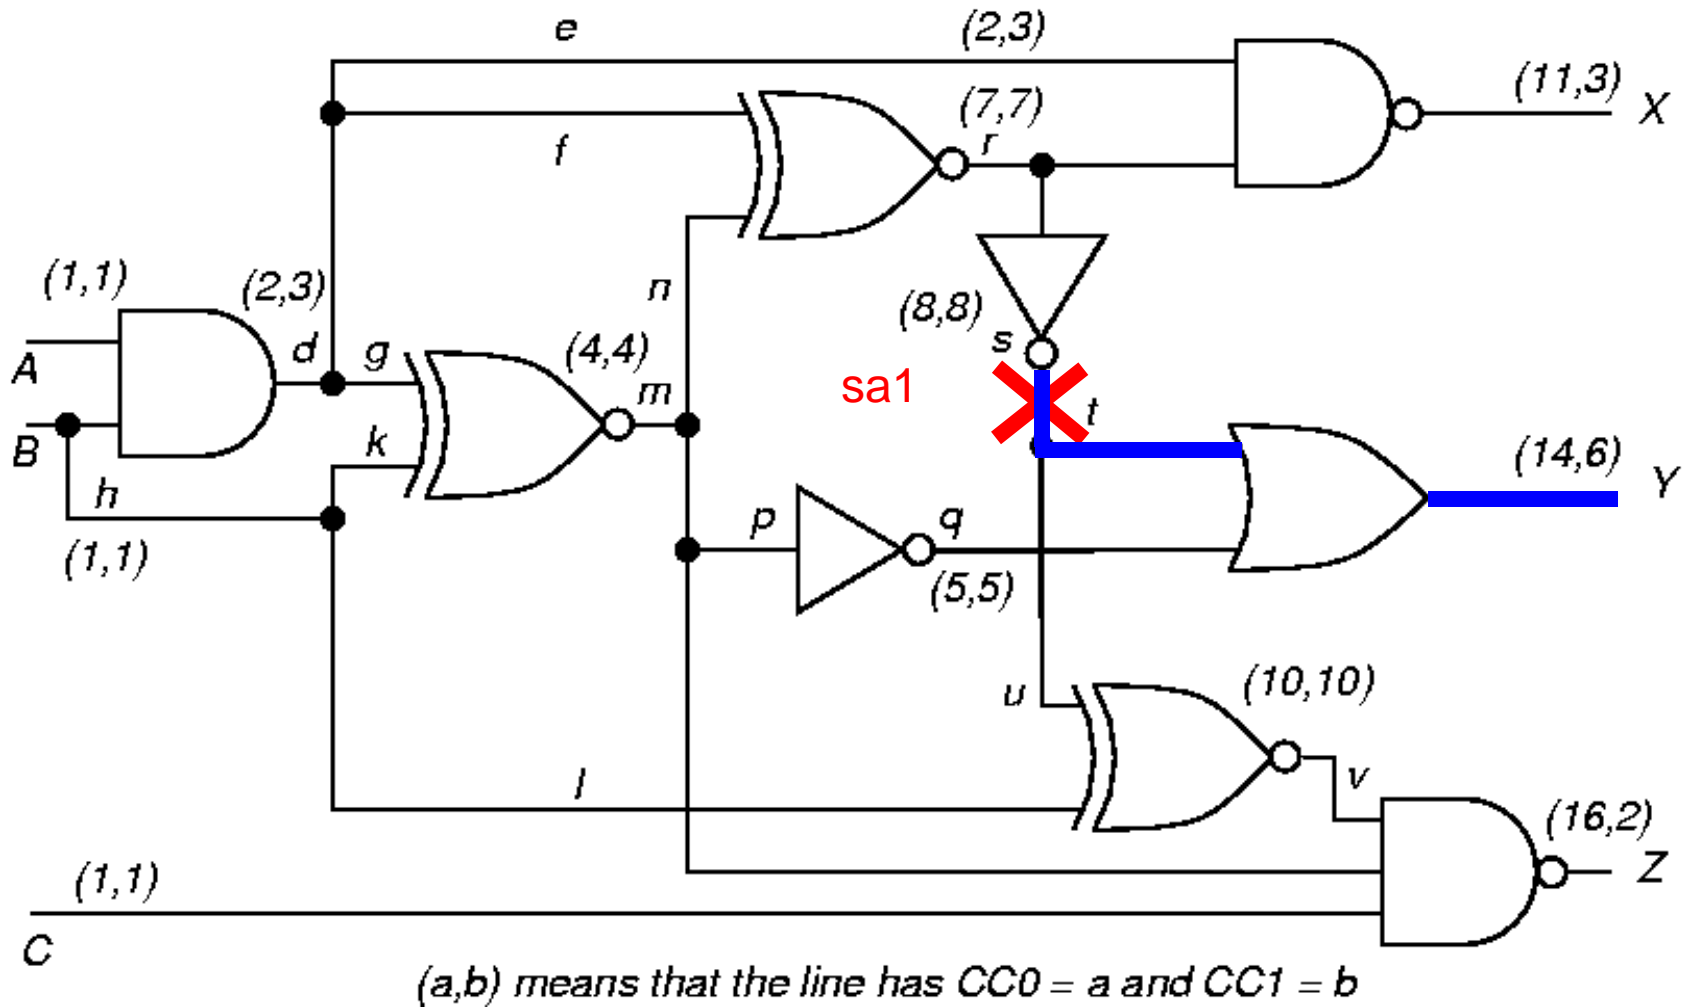 e
(2,3)
(11,3)
X
(7,7)
f
r
(1,1)
(2,3)
n
(8,8)
s
A
d
g
(4,4)
m
sa1
t
B
k
(14,6)
Y
h
(1,1)
p
q
(5,5)
u
(10,10)
l
v
(16,2)
Z
(1,1)
C
(a,b) means that the line has CC0 = a and CC1 = b